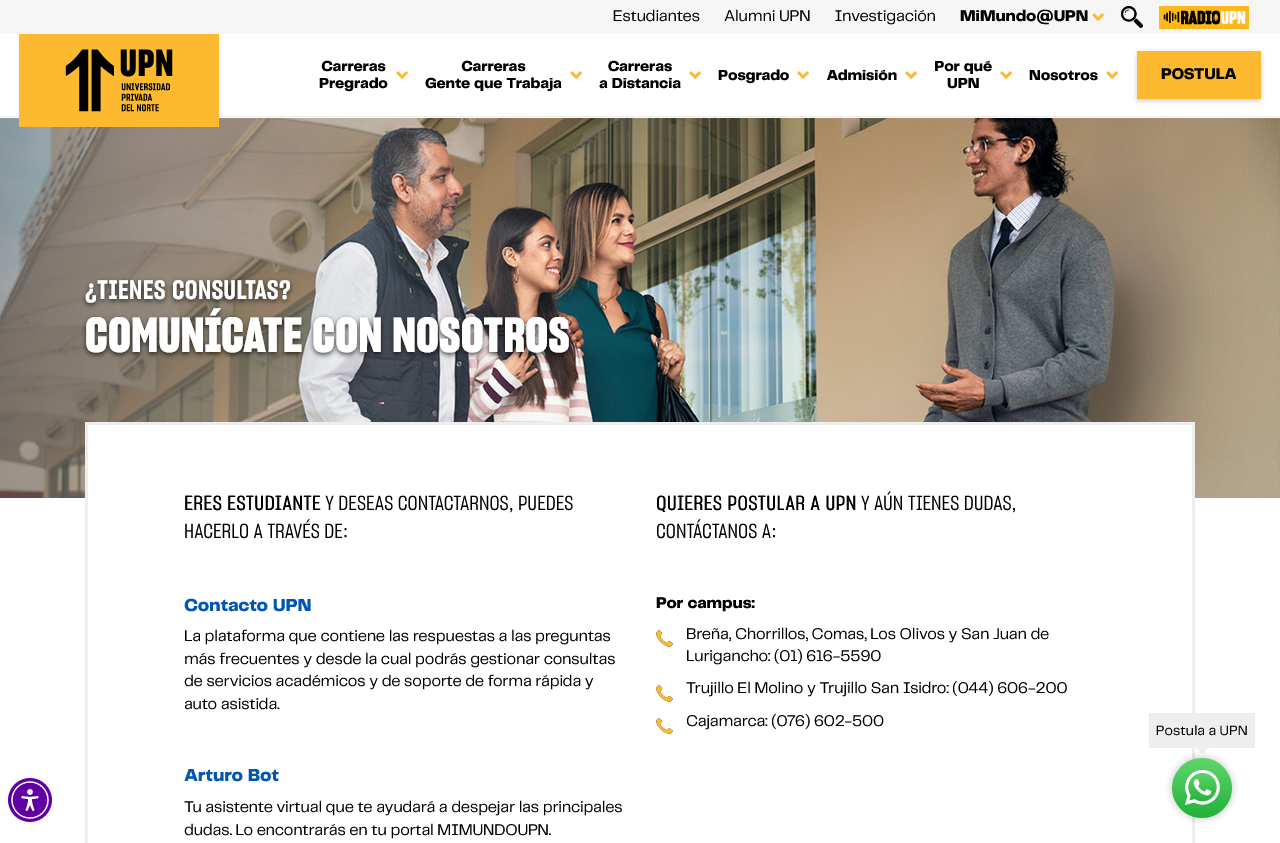 Estudiantes Alumni UPN Investigación MiMundo@UPN RADIOUPN
UPN
UNIVERSIDAD
PRIVADA
DEL NORTE
Carreras
Pregrado
Carreras
Gente que Trabaja
Carreras
a Distancia
Posgrado
Admisión
Por qué
UPN
Nosotros
POSTULA
¿TIENES CONSULTAS?
COMUNÍCATE CON NOSOTROS
ERES ESTUDIANTE Y DESEAS CONTACTARNOS, PUEDES
HACERLO A TRAVÉS DE:
Contacto UPN
La plataforma que contiene las respuestas a las preguntas
más frecuentes y desde la cual podrás gestionar consultas
de servicios académicos y de soporte de forma rápida y
auto asistida.
Arturo Bot
Tu asistente virtual que te ayudará a despejar las principales
dudas. Lo encontrarás en tu portal MIMUNDOUPN.
QUIERES POSTULAR A UPN Y AÚN TIENES DUDAS,
CONTÁCTANOS A:
Por campus:
Breña, Chorrillos, Comas, Los Olivos y San Juan de
Lurigancho: (01) 616-5590
Trujillo El Molino y Trujillo San Isidro: (044) 606-200
Cajamarca: (076) 602-500
Postula a UPN